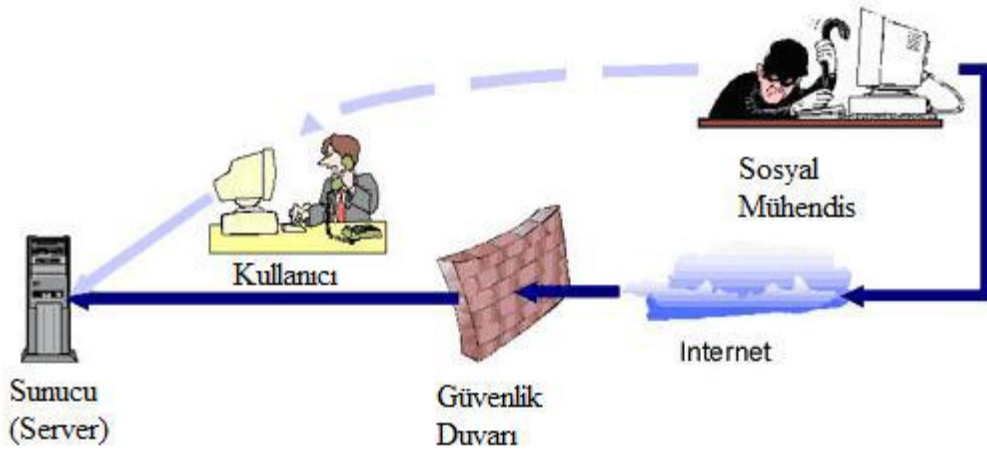 Sosyal
Mühendis
Kullanıcı
Internet
Sunucu
(Server)
Güvenlik
Duvarı